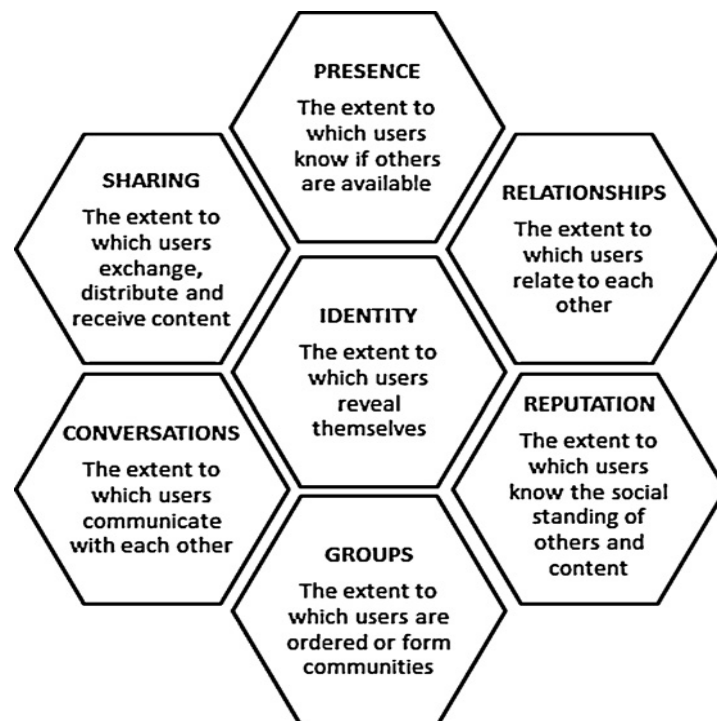 PRESENCE
The extent to
which users
know if others
are available
SHARING
The extent to
which users
exchange,
distribute and
receive content
RELATIONSHIPS
The extent to
which users
relate to each
other
IDENTITY
The extent to
which users
reveal
themselves
CONVERSATIONS
The extent to
which users
communicate
with each other
REPUTATION
The extent to
which users
know the social
standing of
others and
content
GROUPS
The extent to
which users are
ordered or form
communities